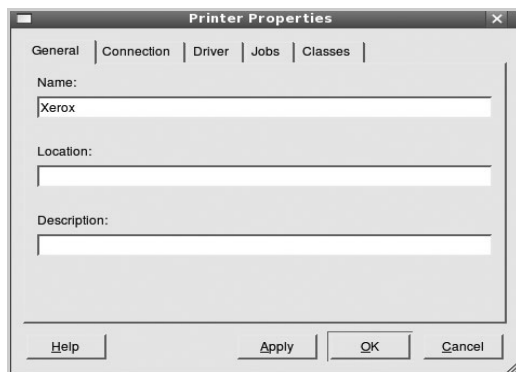 Printer Properties
General Connection Driver Jobs Classes
Name:
Xerox
Location:
Description:
Help Apply OK Cancel